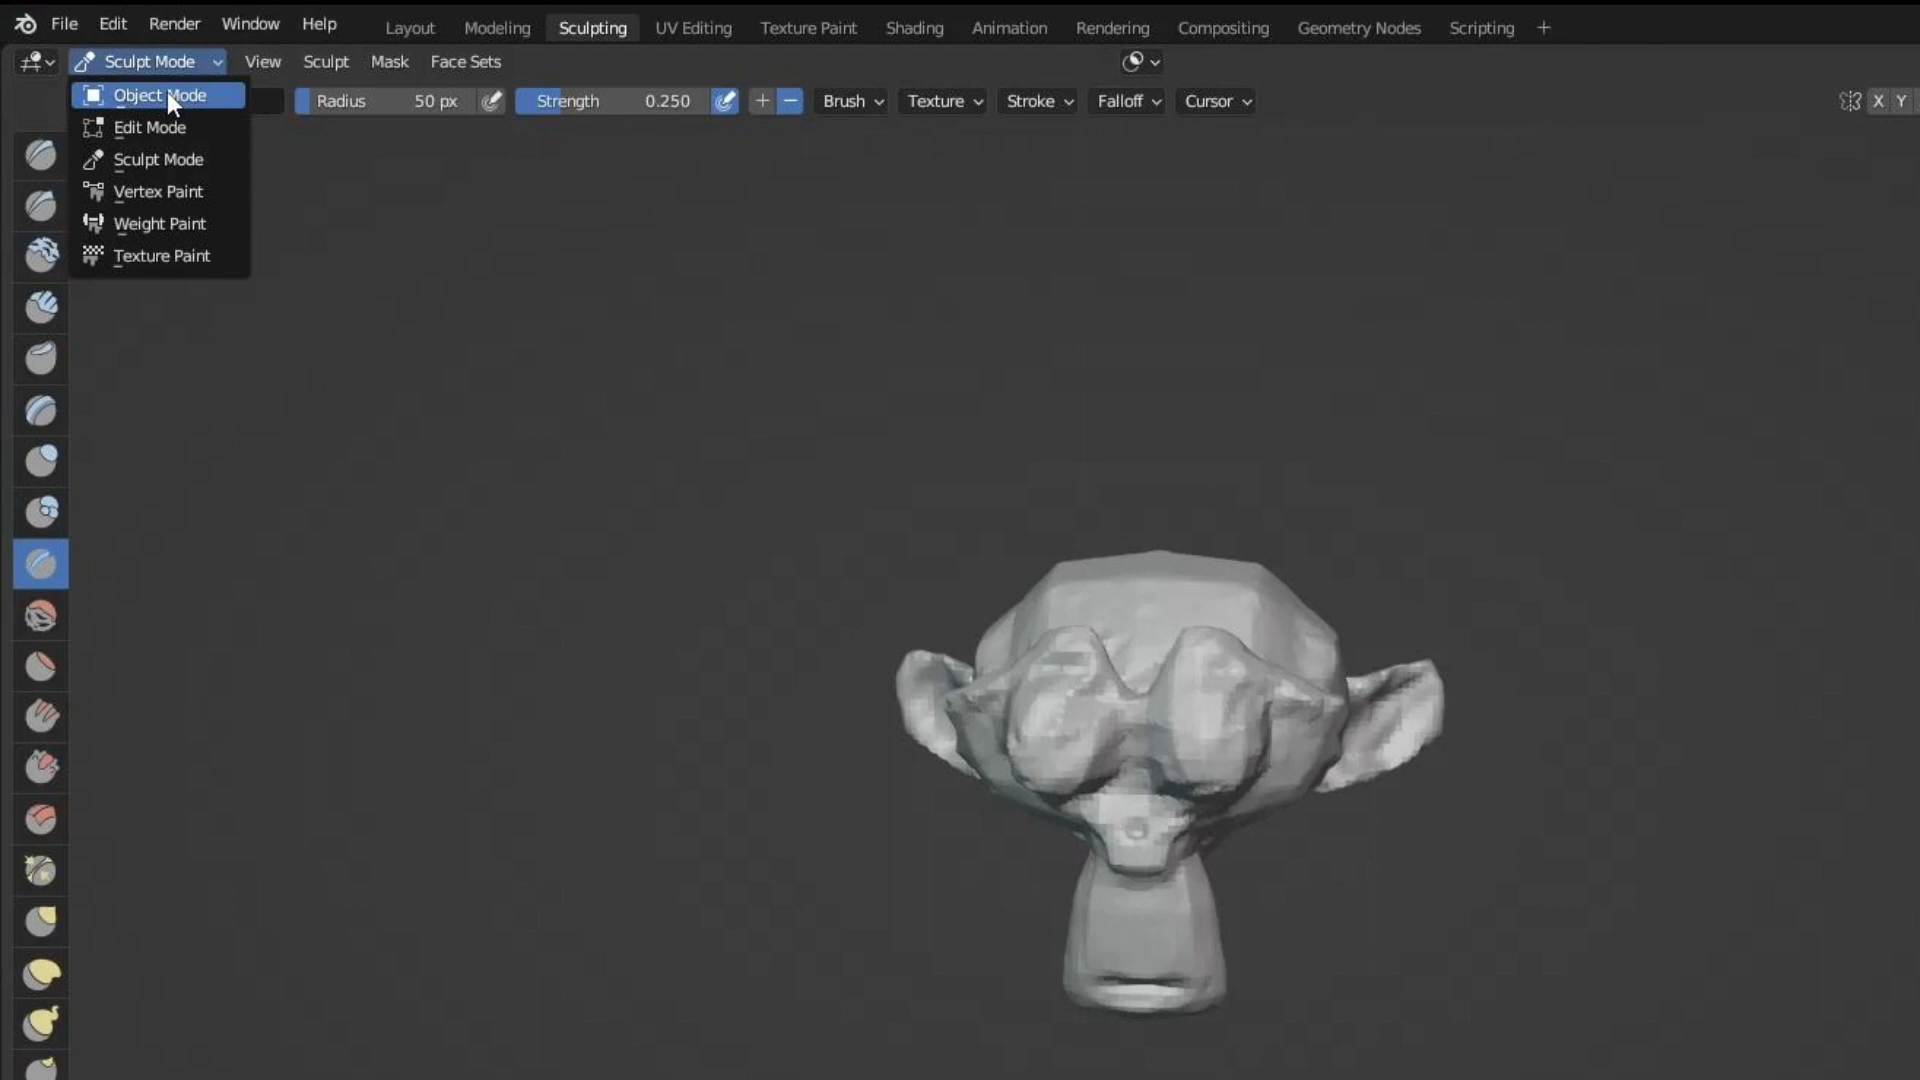 File Edit Render Window Help Layout Modeling Sculpting UV Editing Texture Paint Shading Animation Rendering Compositing Geometry Nodes Scripting +
Sculpt Mode View Sculpt Mask Face Sets
Object Mode
Radius 50 px Strength 0.250 + − Brush Texture Stroke Falloff Cursor X Y
Edit Mode
Sculpt Mode
Vertex Paint
Weight Paint
Texture Paint